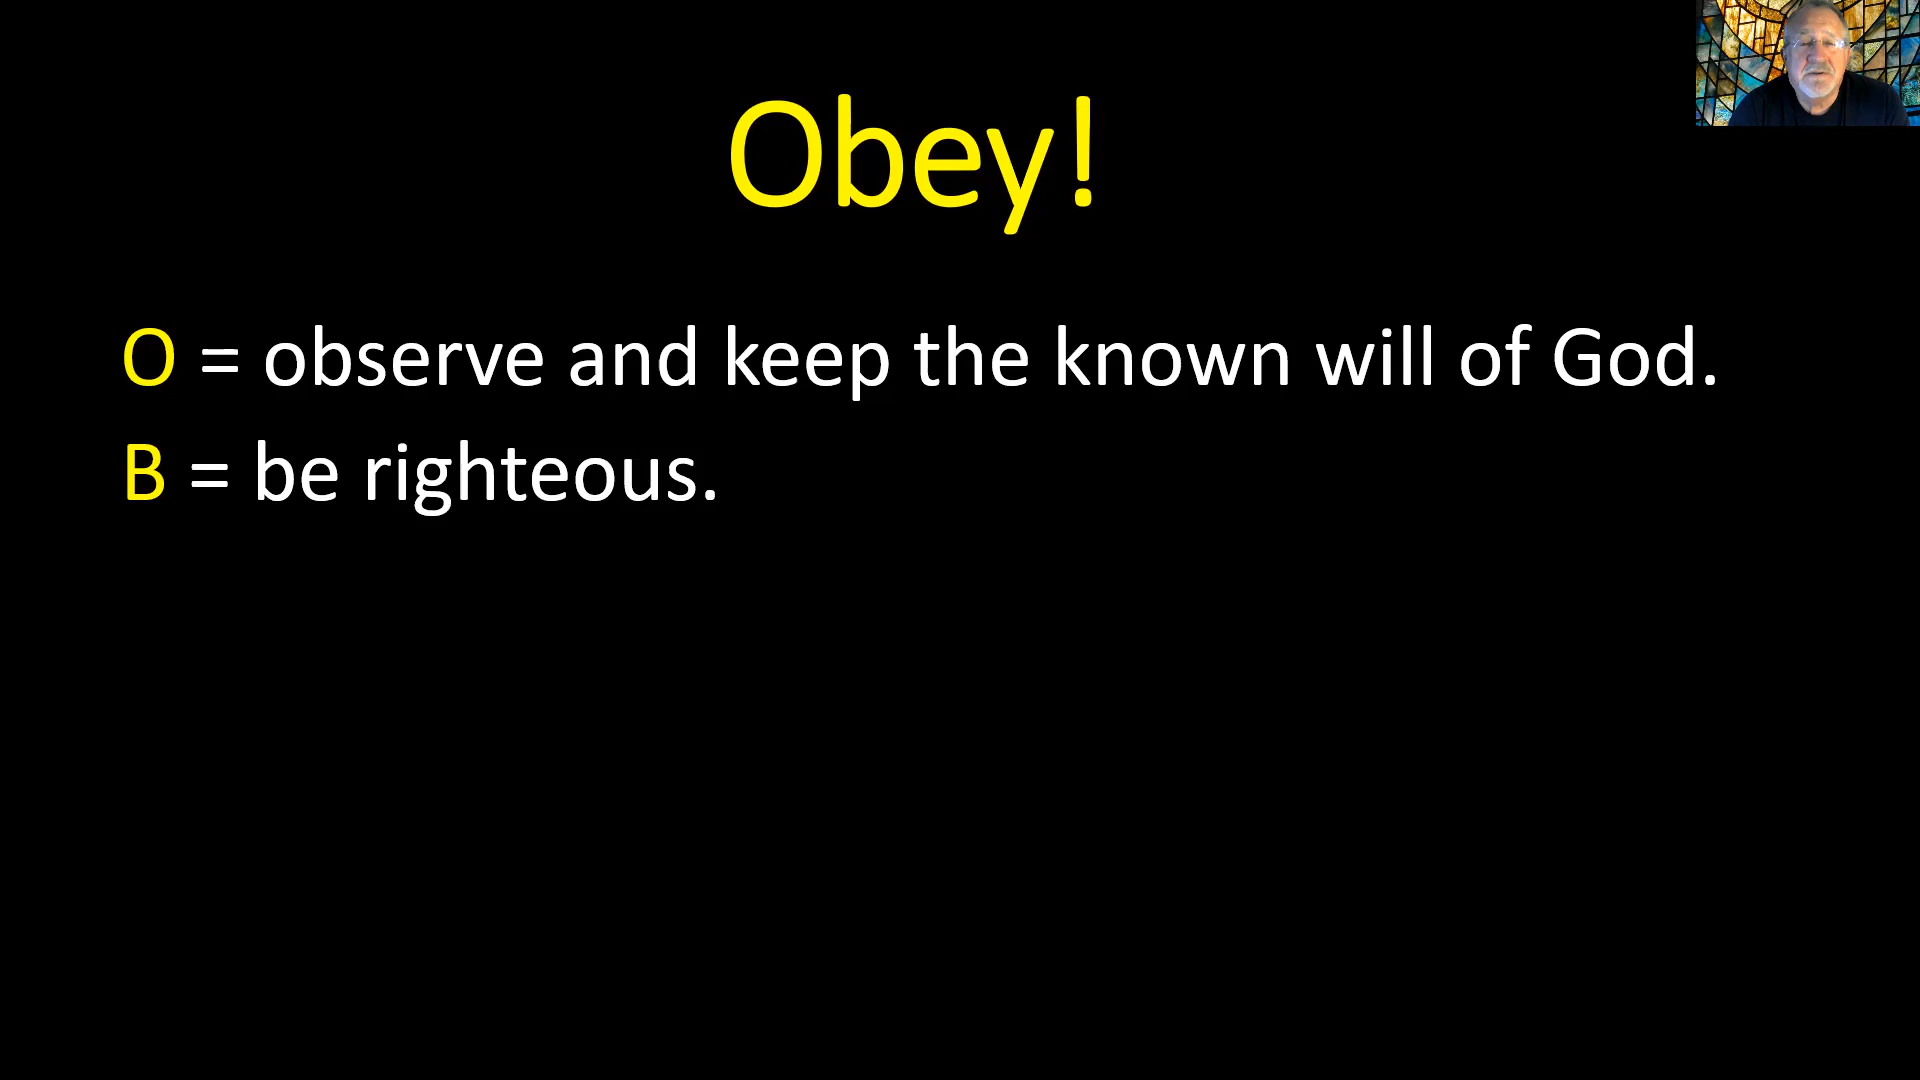 Obey!
O = observe and keep the known will of God.
B = be righteous.